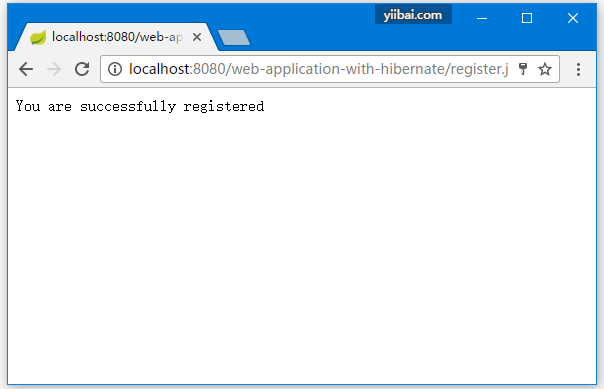 yiibai.com
localhost:8080/web-ap
localhost:8080/web-application-with-hibernate/register.j
You are successfully registered